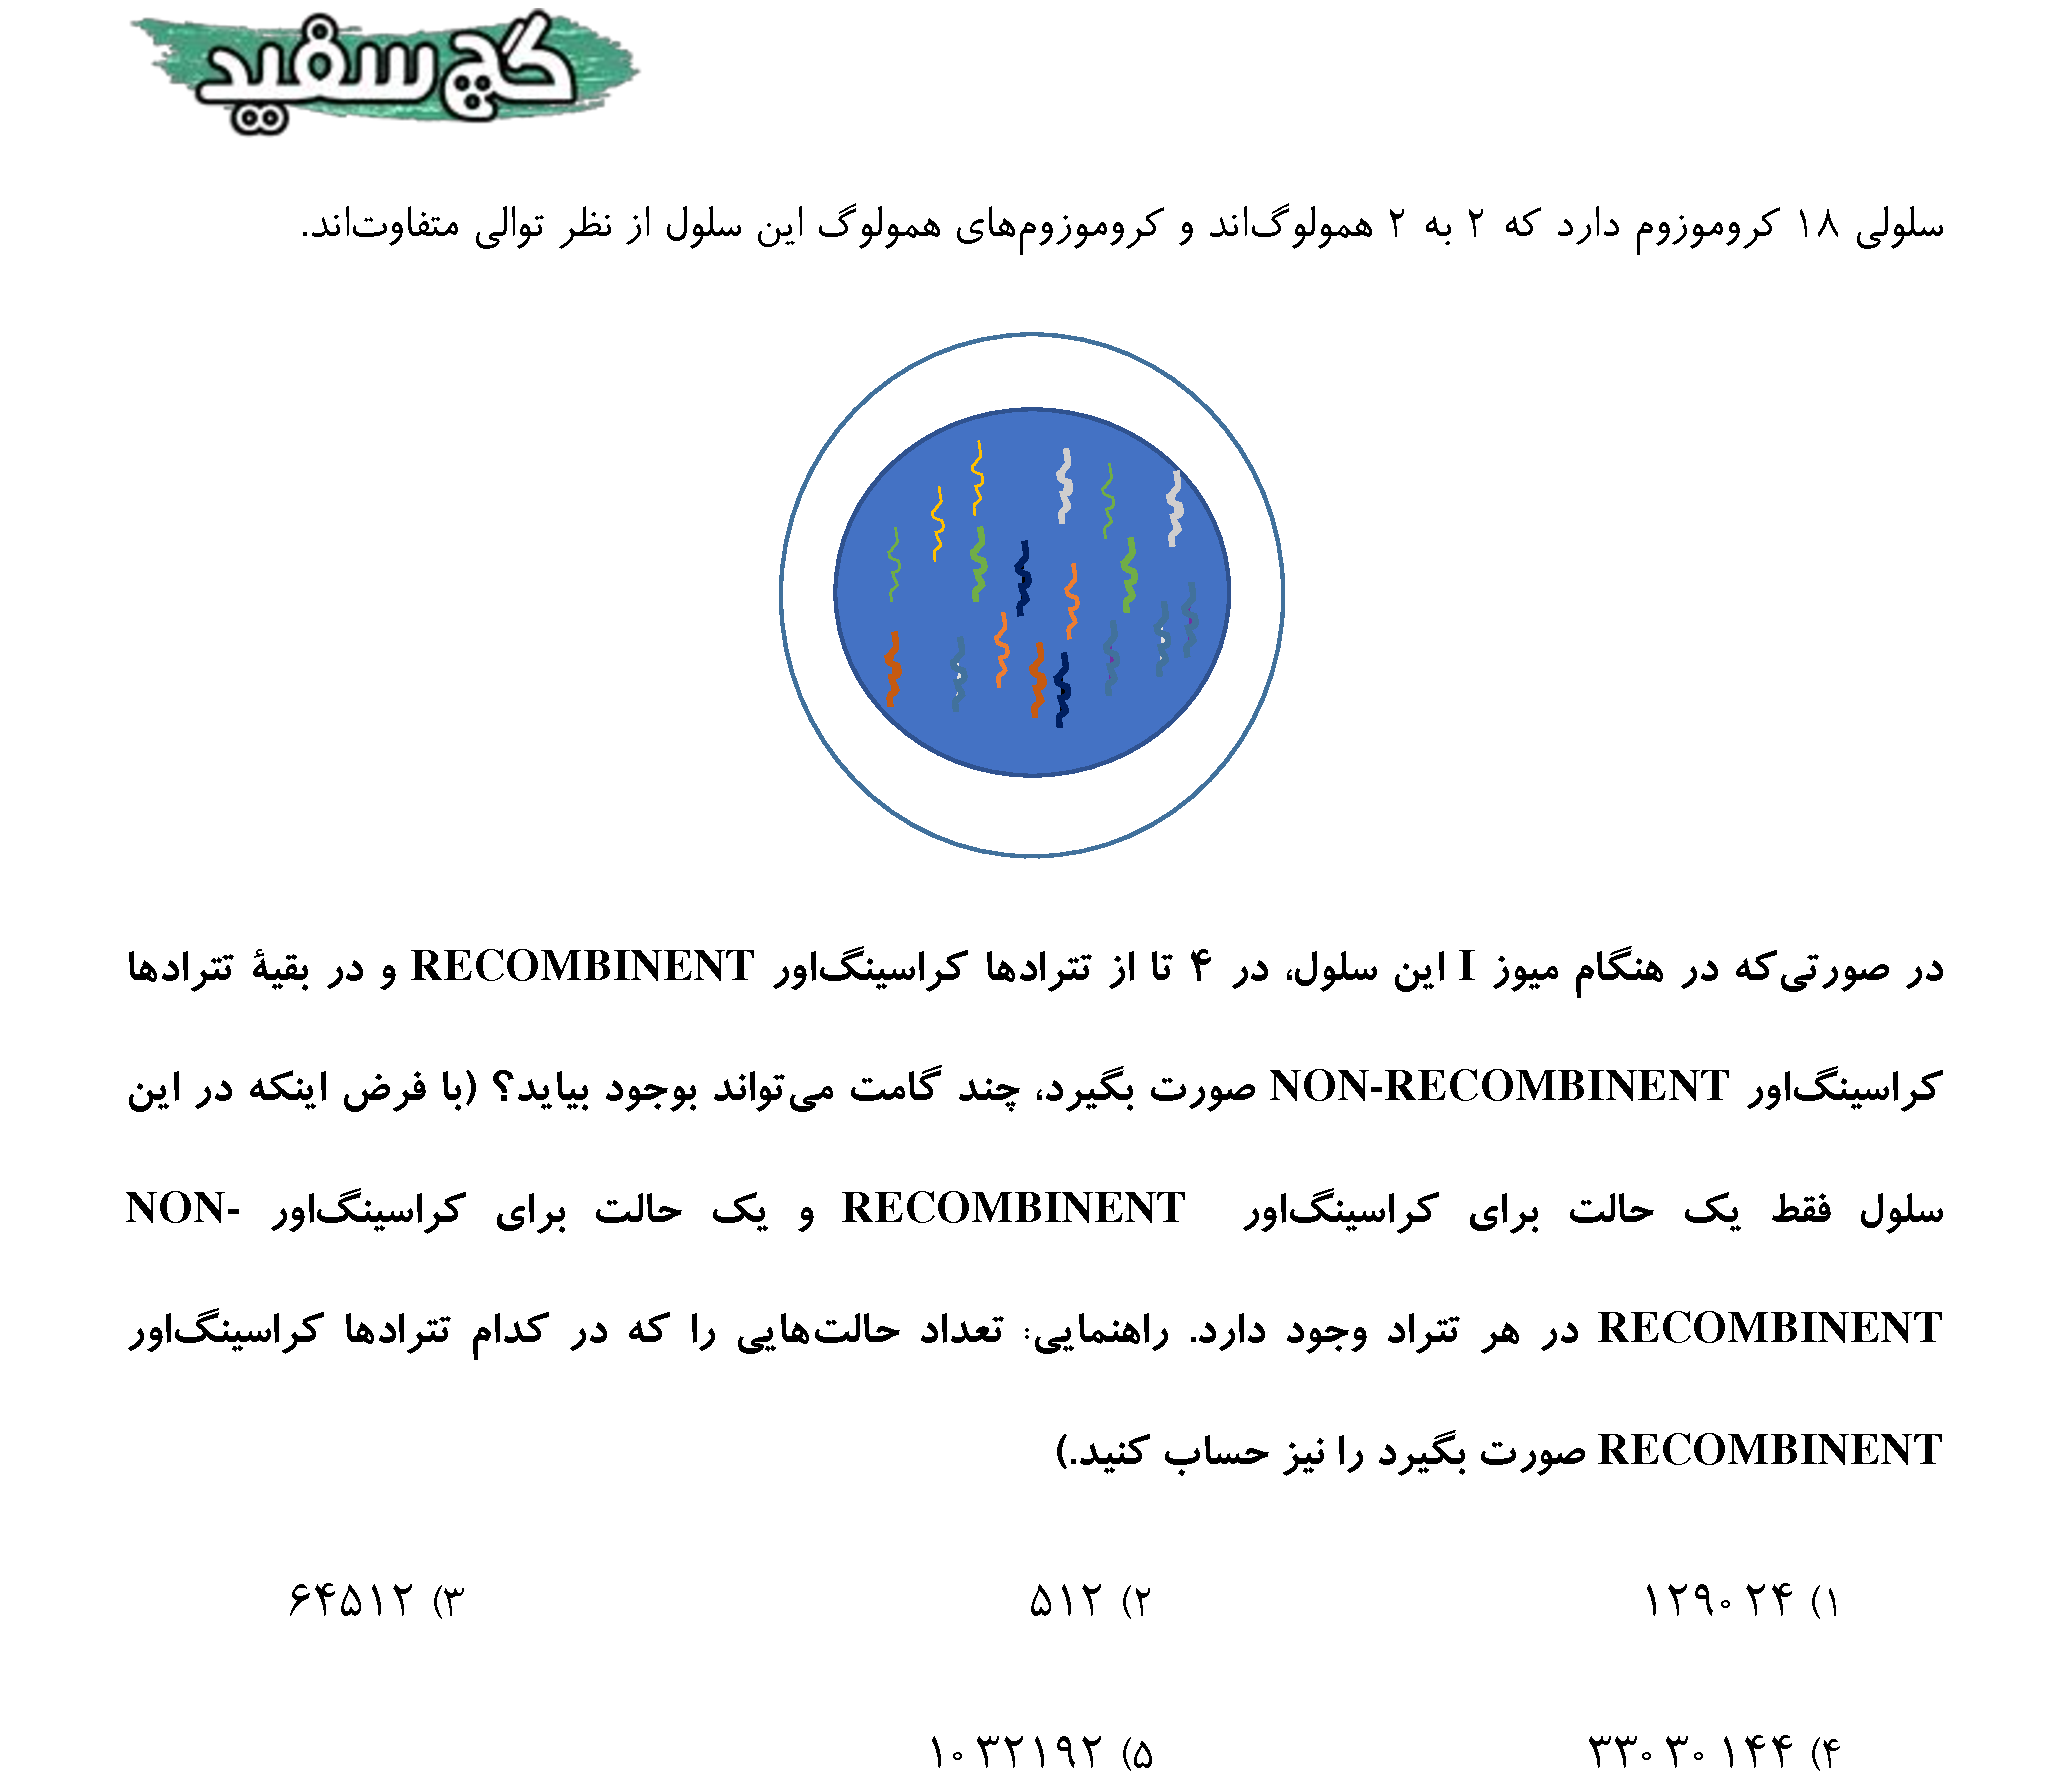 گچ سفید
سلولی ۱۸ کروموزوم دارد که ۲ به ۲ همولوگ‌اند و کروموزوم‌های همولوگ این سلول از نظر توالی متفاوت‌اند.
در صورتی‌که در هنگام میوز I این سلول، در ۴ تا از تترادها کراسینگ‌اور RECOMBINENT و در بقیهٔ تترادها
کراسینگ‌اور NON-RECOMBINENT صورت بگیرد، چند گامت می‌تواند بوجود بیاید؟ (با فرض اینکه در این
سلول فقط یک حالت برای کراسینگ‌اور RECOMBINENT و یک حالت برای کراسینگ‌اور NON-
RECOMBINENT در هر تتراد وجود دارد. راهنمایی: تعداد حالت‌هایی را که در کدام تترادها کراسینگ‌اور
RECOMBINENT صورت بگیرد را نیز حساب کنید.)
۱) ۱۲۹۰۲۴ ۲) ۵۱۲ ۳) ۶۴۵۱۲
۴) ۳۳۰۳۰۱۴۴ ۵) ۱۰۳۲۱۹۲